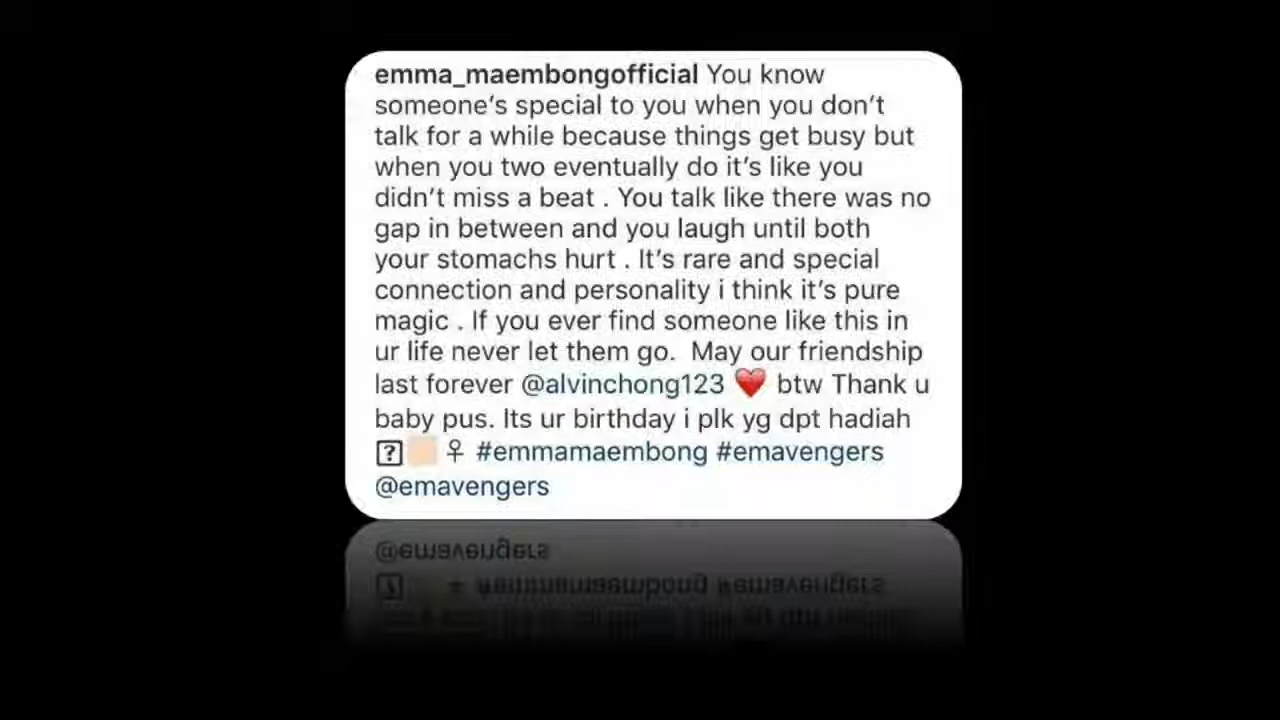 emma_maembongofficial You know
someone's special to you when you don't
talk for a while because things get busy but
when you two eventually do it's like you
didn't miss a beat . You talk like there was no
gap in between and you laugh until both
your stomachs hurt . It's rare and special
connection and personality i think it's pure
magic . If you ever find someone like this in
ur life never let them go.  May our friendship
last forever @alvinchong123 ❤️ btw Thank u
baby pus. Its ur birthday i plk yg dpt hadiah
🏼‍♀ #emmamaembong #emavengers
@emavengers